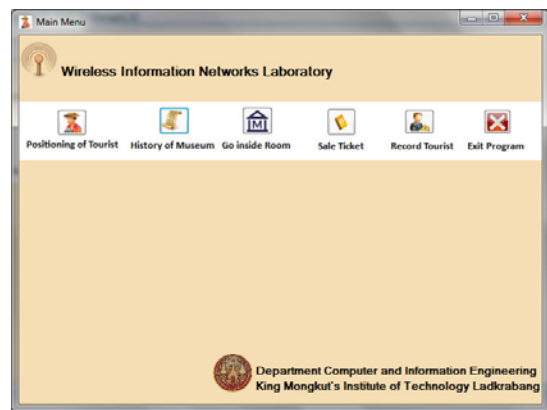 Main Menu
Wireless Information Networks Laboratory
Positioning of Tourist
History of Museum
Go inside Room
Sale Ticket
Record Tourist
Exit Program
Department Computer and Information Engineering
King Mongkut's Institute of Technology Ladkrabang